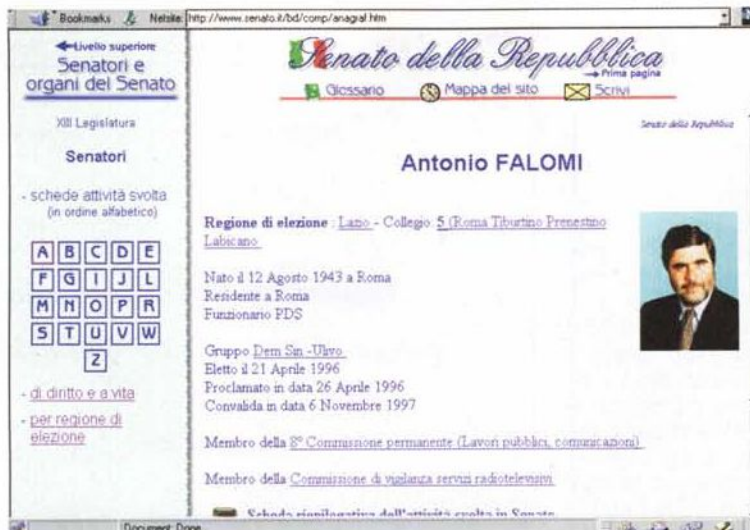 Bookmarks Netsite: http://www.senato.it/bd/comp/anagraf.htm
Livello superiore
Senatori e
organi del Senato
XIII Legislatura
Senatori
- schede attività svolta
(in ordine alfabetico)
A B C D E
F G I J L
M N O P R
S T U V W
Z
- di diritto e a vita
- per regione di
elezione
Senato della Repubblica
Prima pagina
Glossario Mappa del sito Scrivi
Senato della Repubblica
Antonio FALOMI
Regione di elezione : Lazio - Collegio: 5 (Roma Tiburtino Prenestino
Labicano
Nato il 12 Agosto 1943 a Roma
Residente a Roma
Funzionario PDS
Gruppo Dem.Sin.-Ulivo
Eletto il 21 Aprile 1996
Proclamato in data 26 Aprile 1996
Convalida in data 6 Novembre 1997
Membro della 8ª Commissione permanente (Lavori pubblici, comunicazioni)
Membro della Commissione di vigilanza servizi radiotelevisivi
Scheda riepilogativa dell'attività svolta in Senato
Document: Done